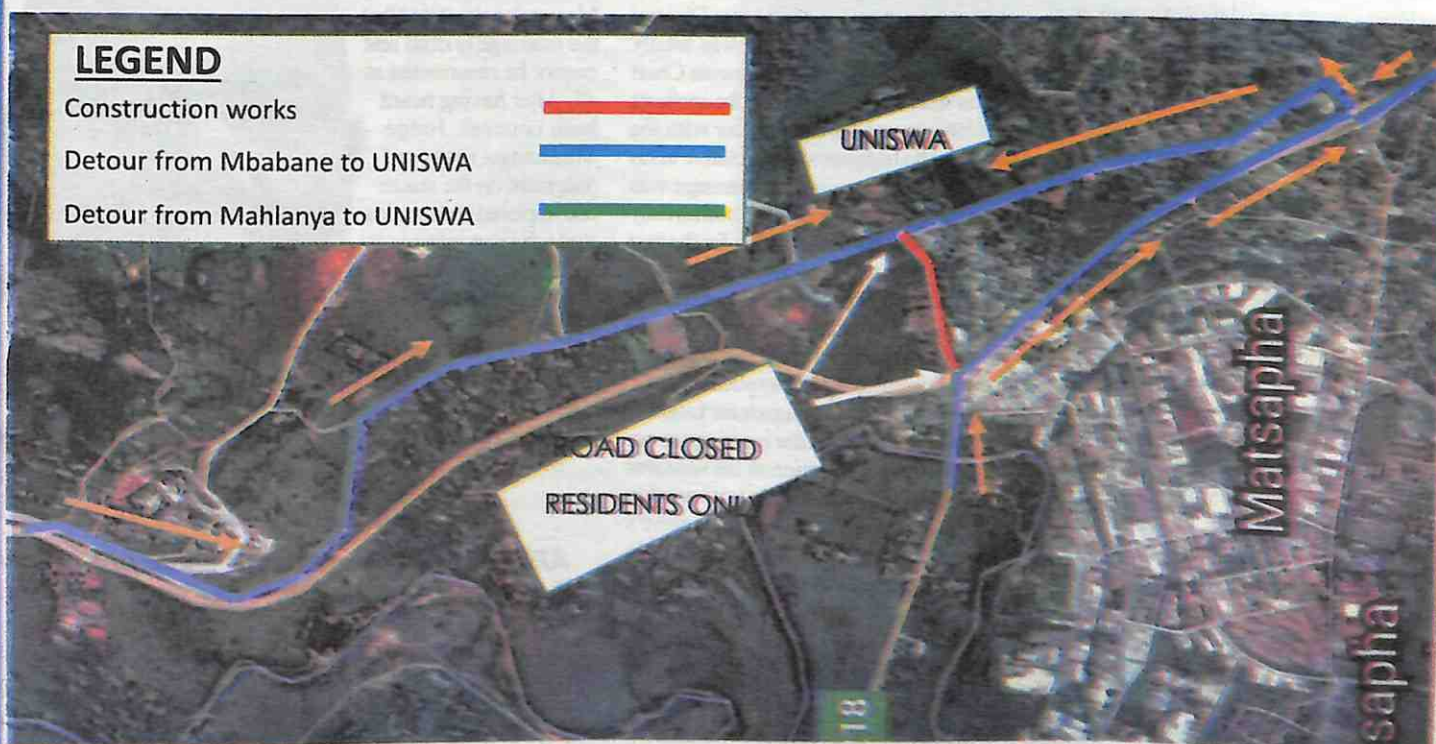 LEGEND
Construction works
Detour from Mbabane to UNISWA
Detour from Mahlanya to UNISWA
UNISWA
OAD CLOSED
RESIDENTS ONLY
Matsapha
sapha
18